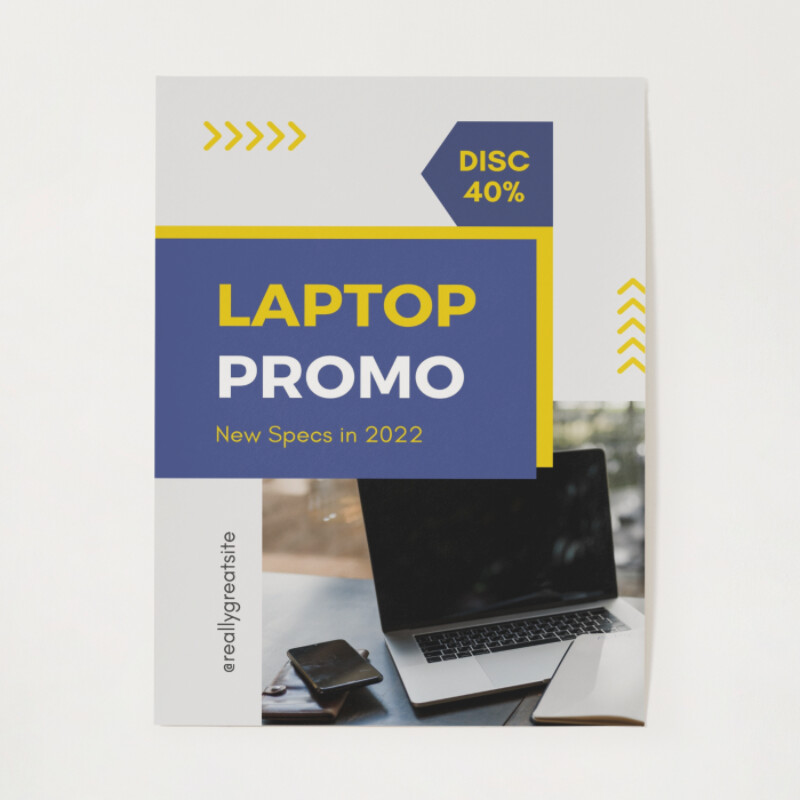 DISC
40%
LAPTOP
PROMO
New Specs in 2022
@reallygreatsite